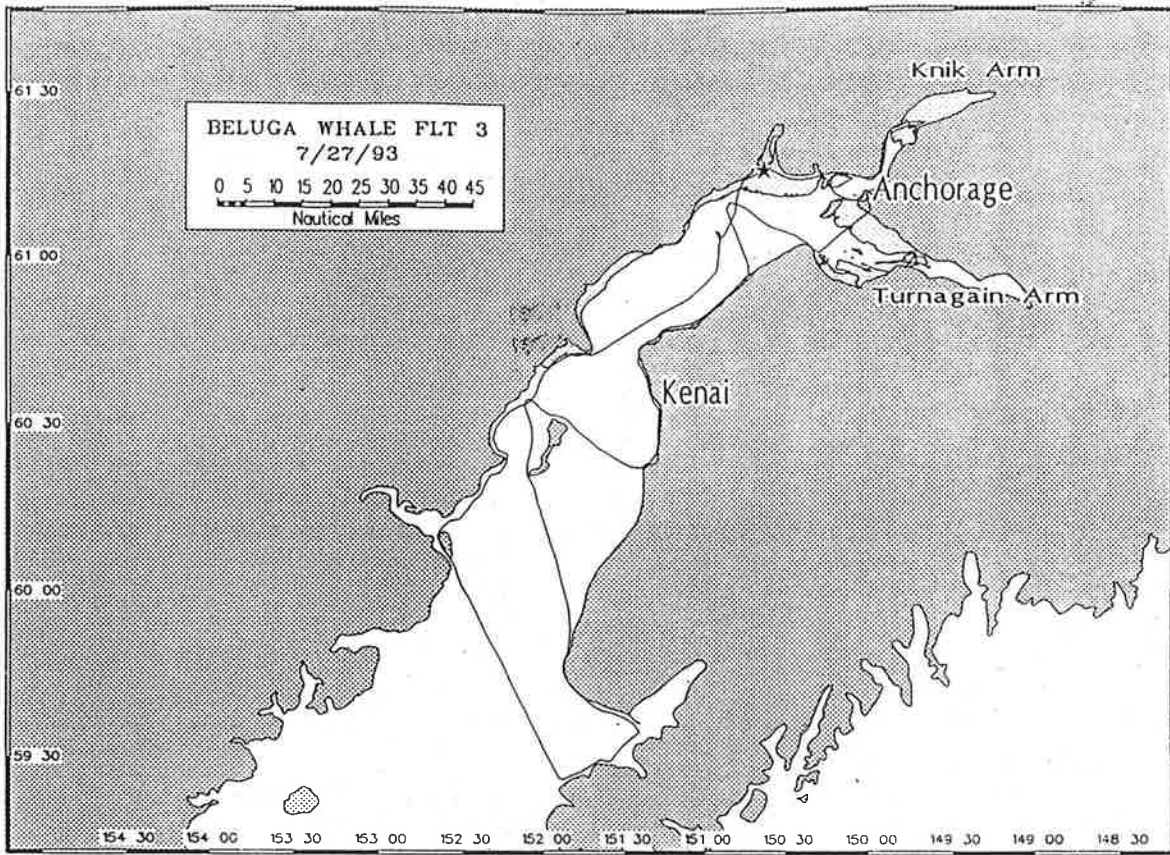 Knik Arm
61 30
BELUGA WHALE FLT 3
7/27/93
0 5 10 15 20 25 30 35 40 45
Nautical Miles
Anchorage
61 00
Turnagain Arm
Kenai
60 30
60 00
59 30
154 30 154 00 153 30 153 00 152 30 152 00 151 30 151 00 150 30 150 00 149 30 149 00 148 30